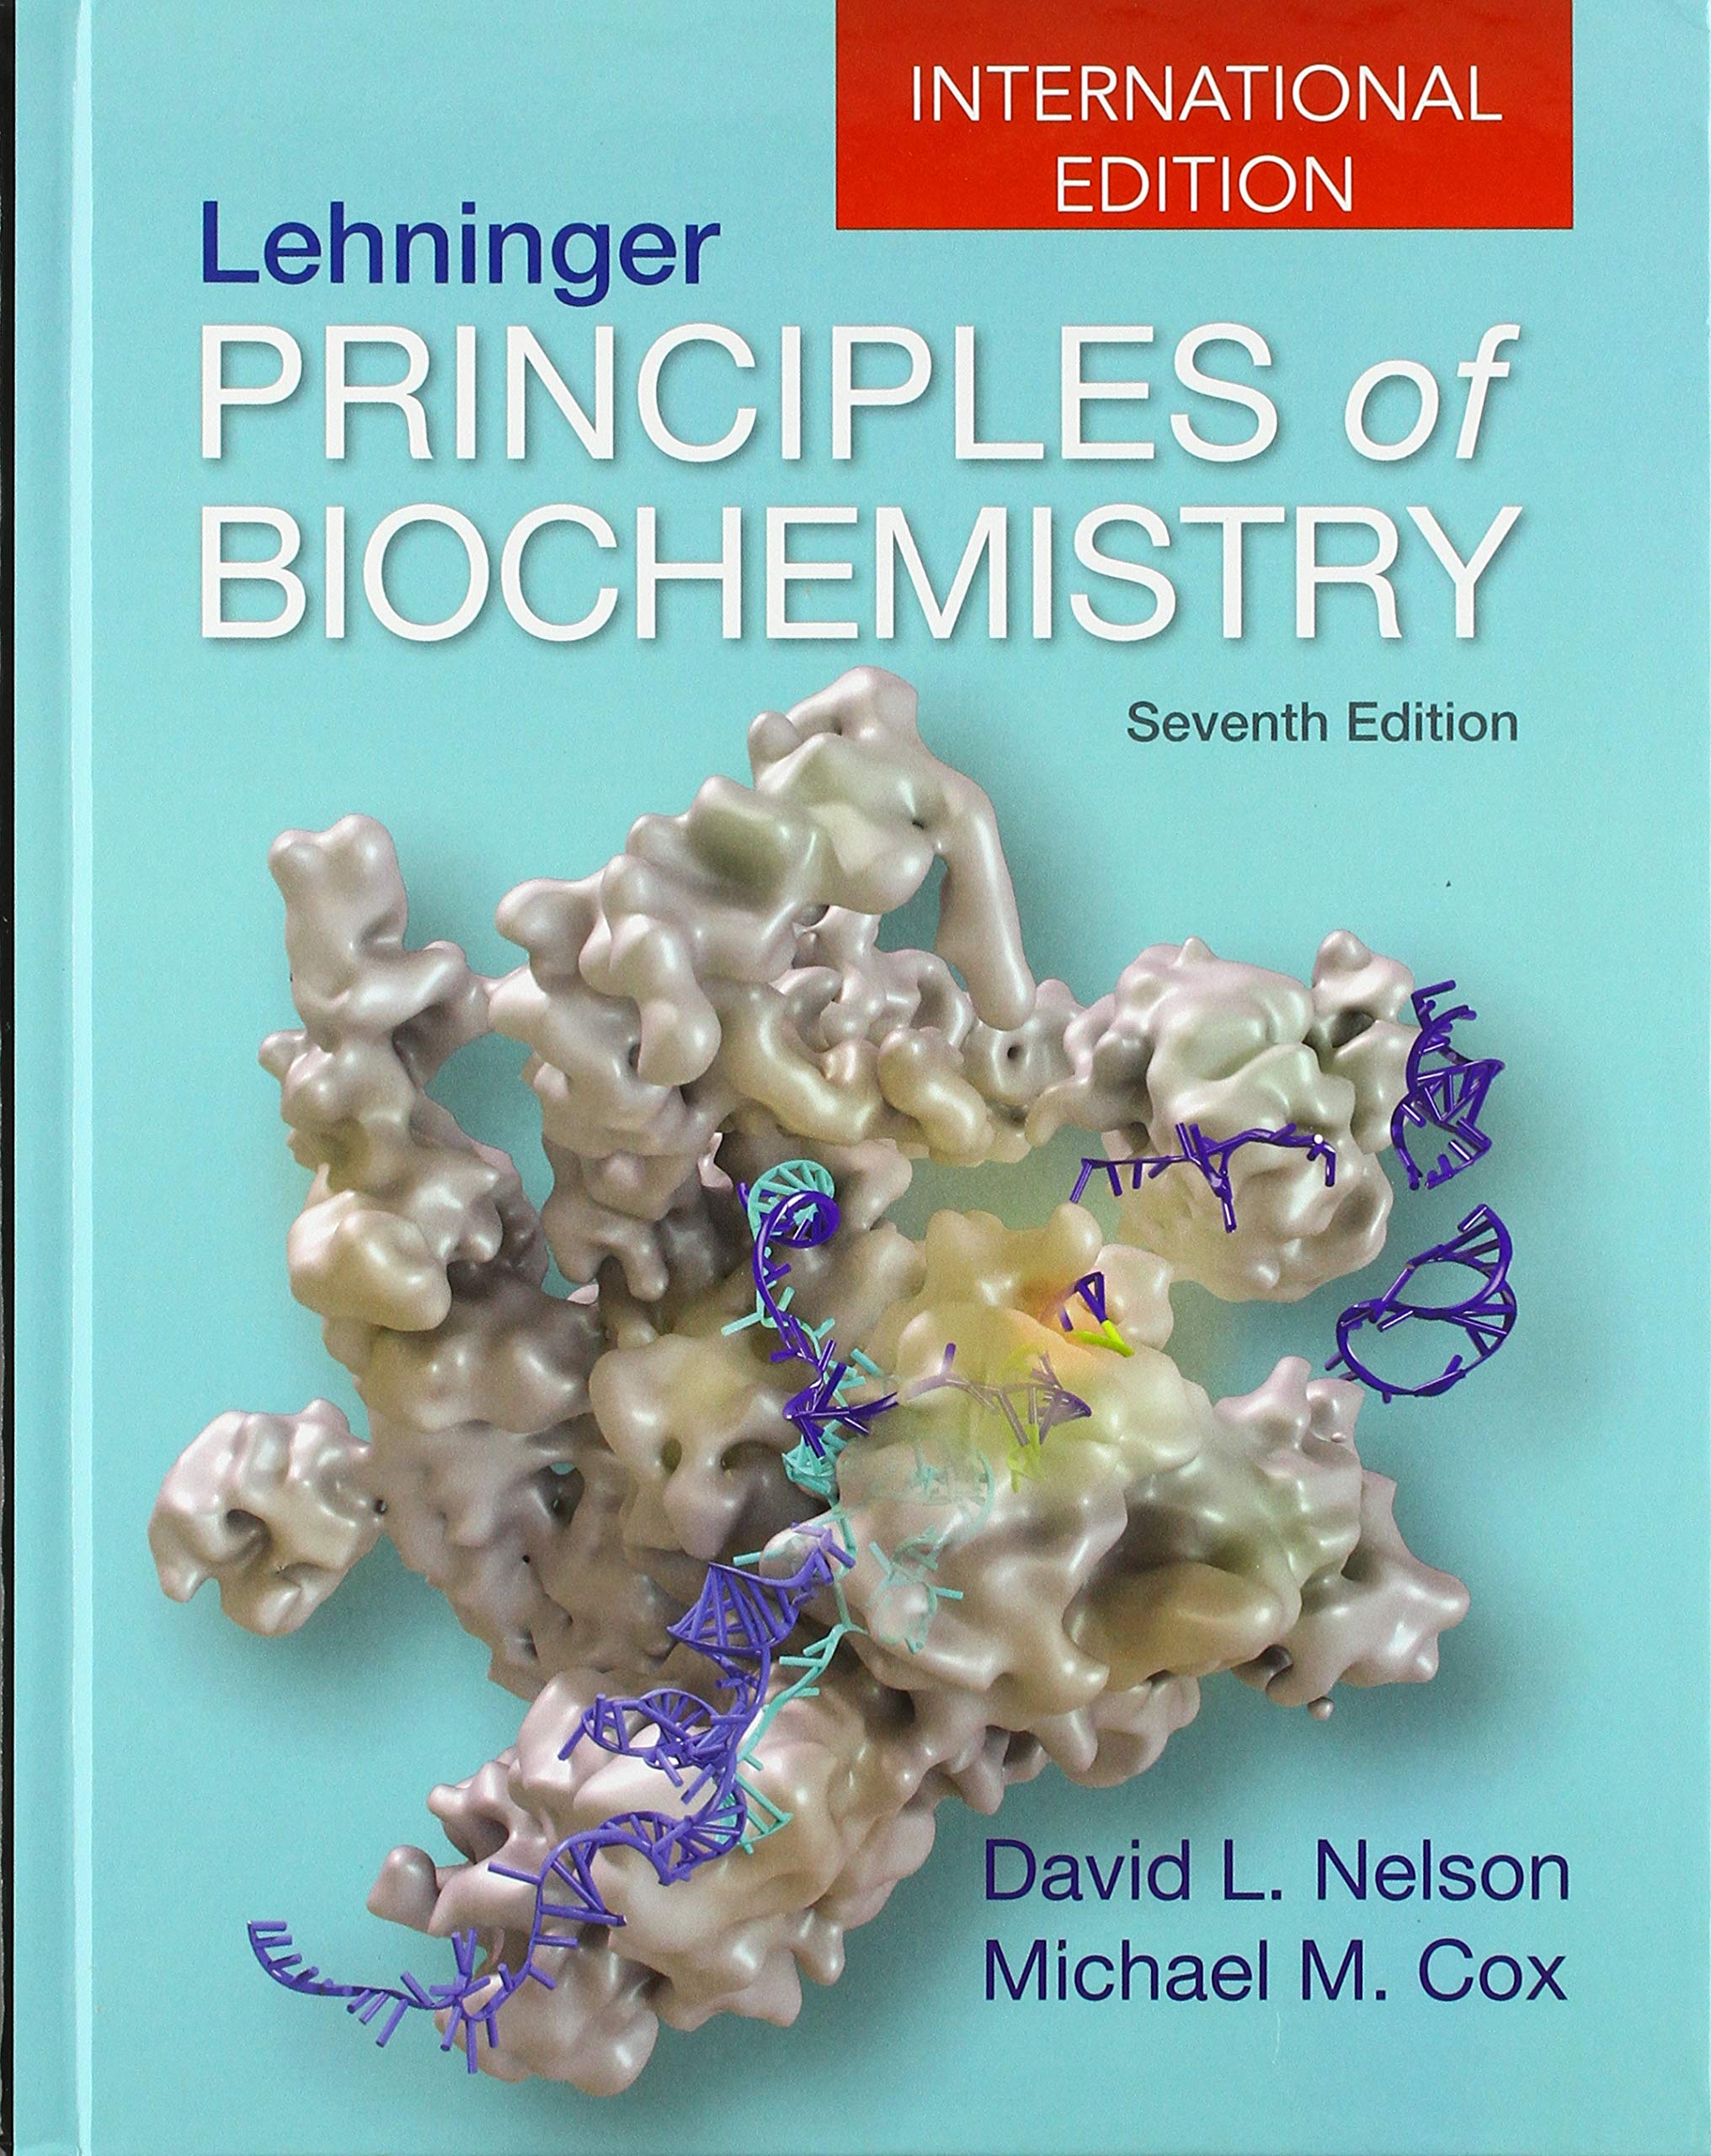 INTERNATIONAL
EDITION
Lehninger
PRINCIPLES of
BIOCHEMISTRY
Seventh Edition
David L. Nelson
Michael M. Cox